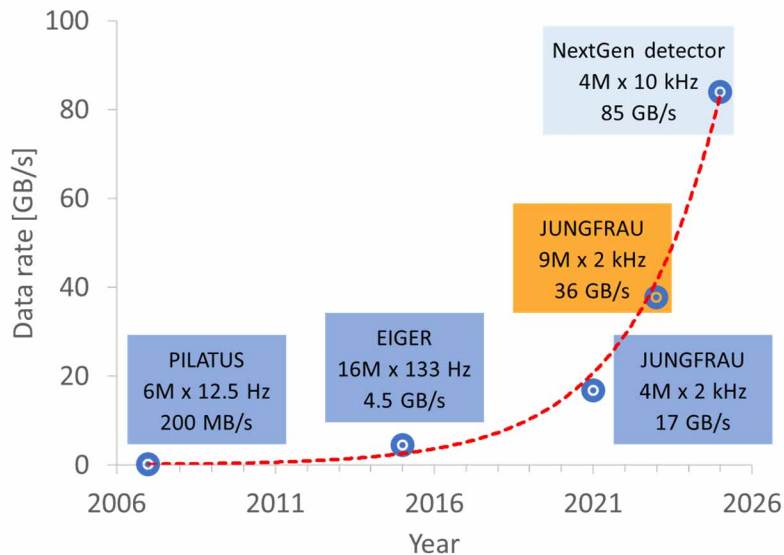 100
NextGen detector
4M x 10 kHz
85 GB/s
80
60
JUNGFRAU
9M x 2 kHz
36 GB/s
40
PILATUS
6M x 12.5 Hz
200 MB/s
EIGER
16M x 133 Hz
4.5 GB/s
JUNGFRAU
4M x 2 kHz
17 GB/s
20
0
Data rate [GB/s]
2006 2011 2016 2021 2026
Year